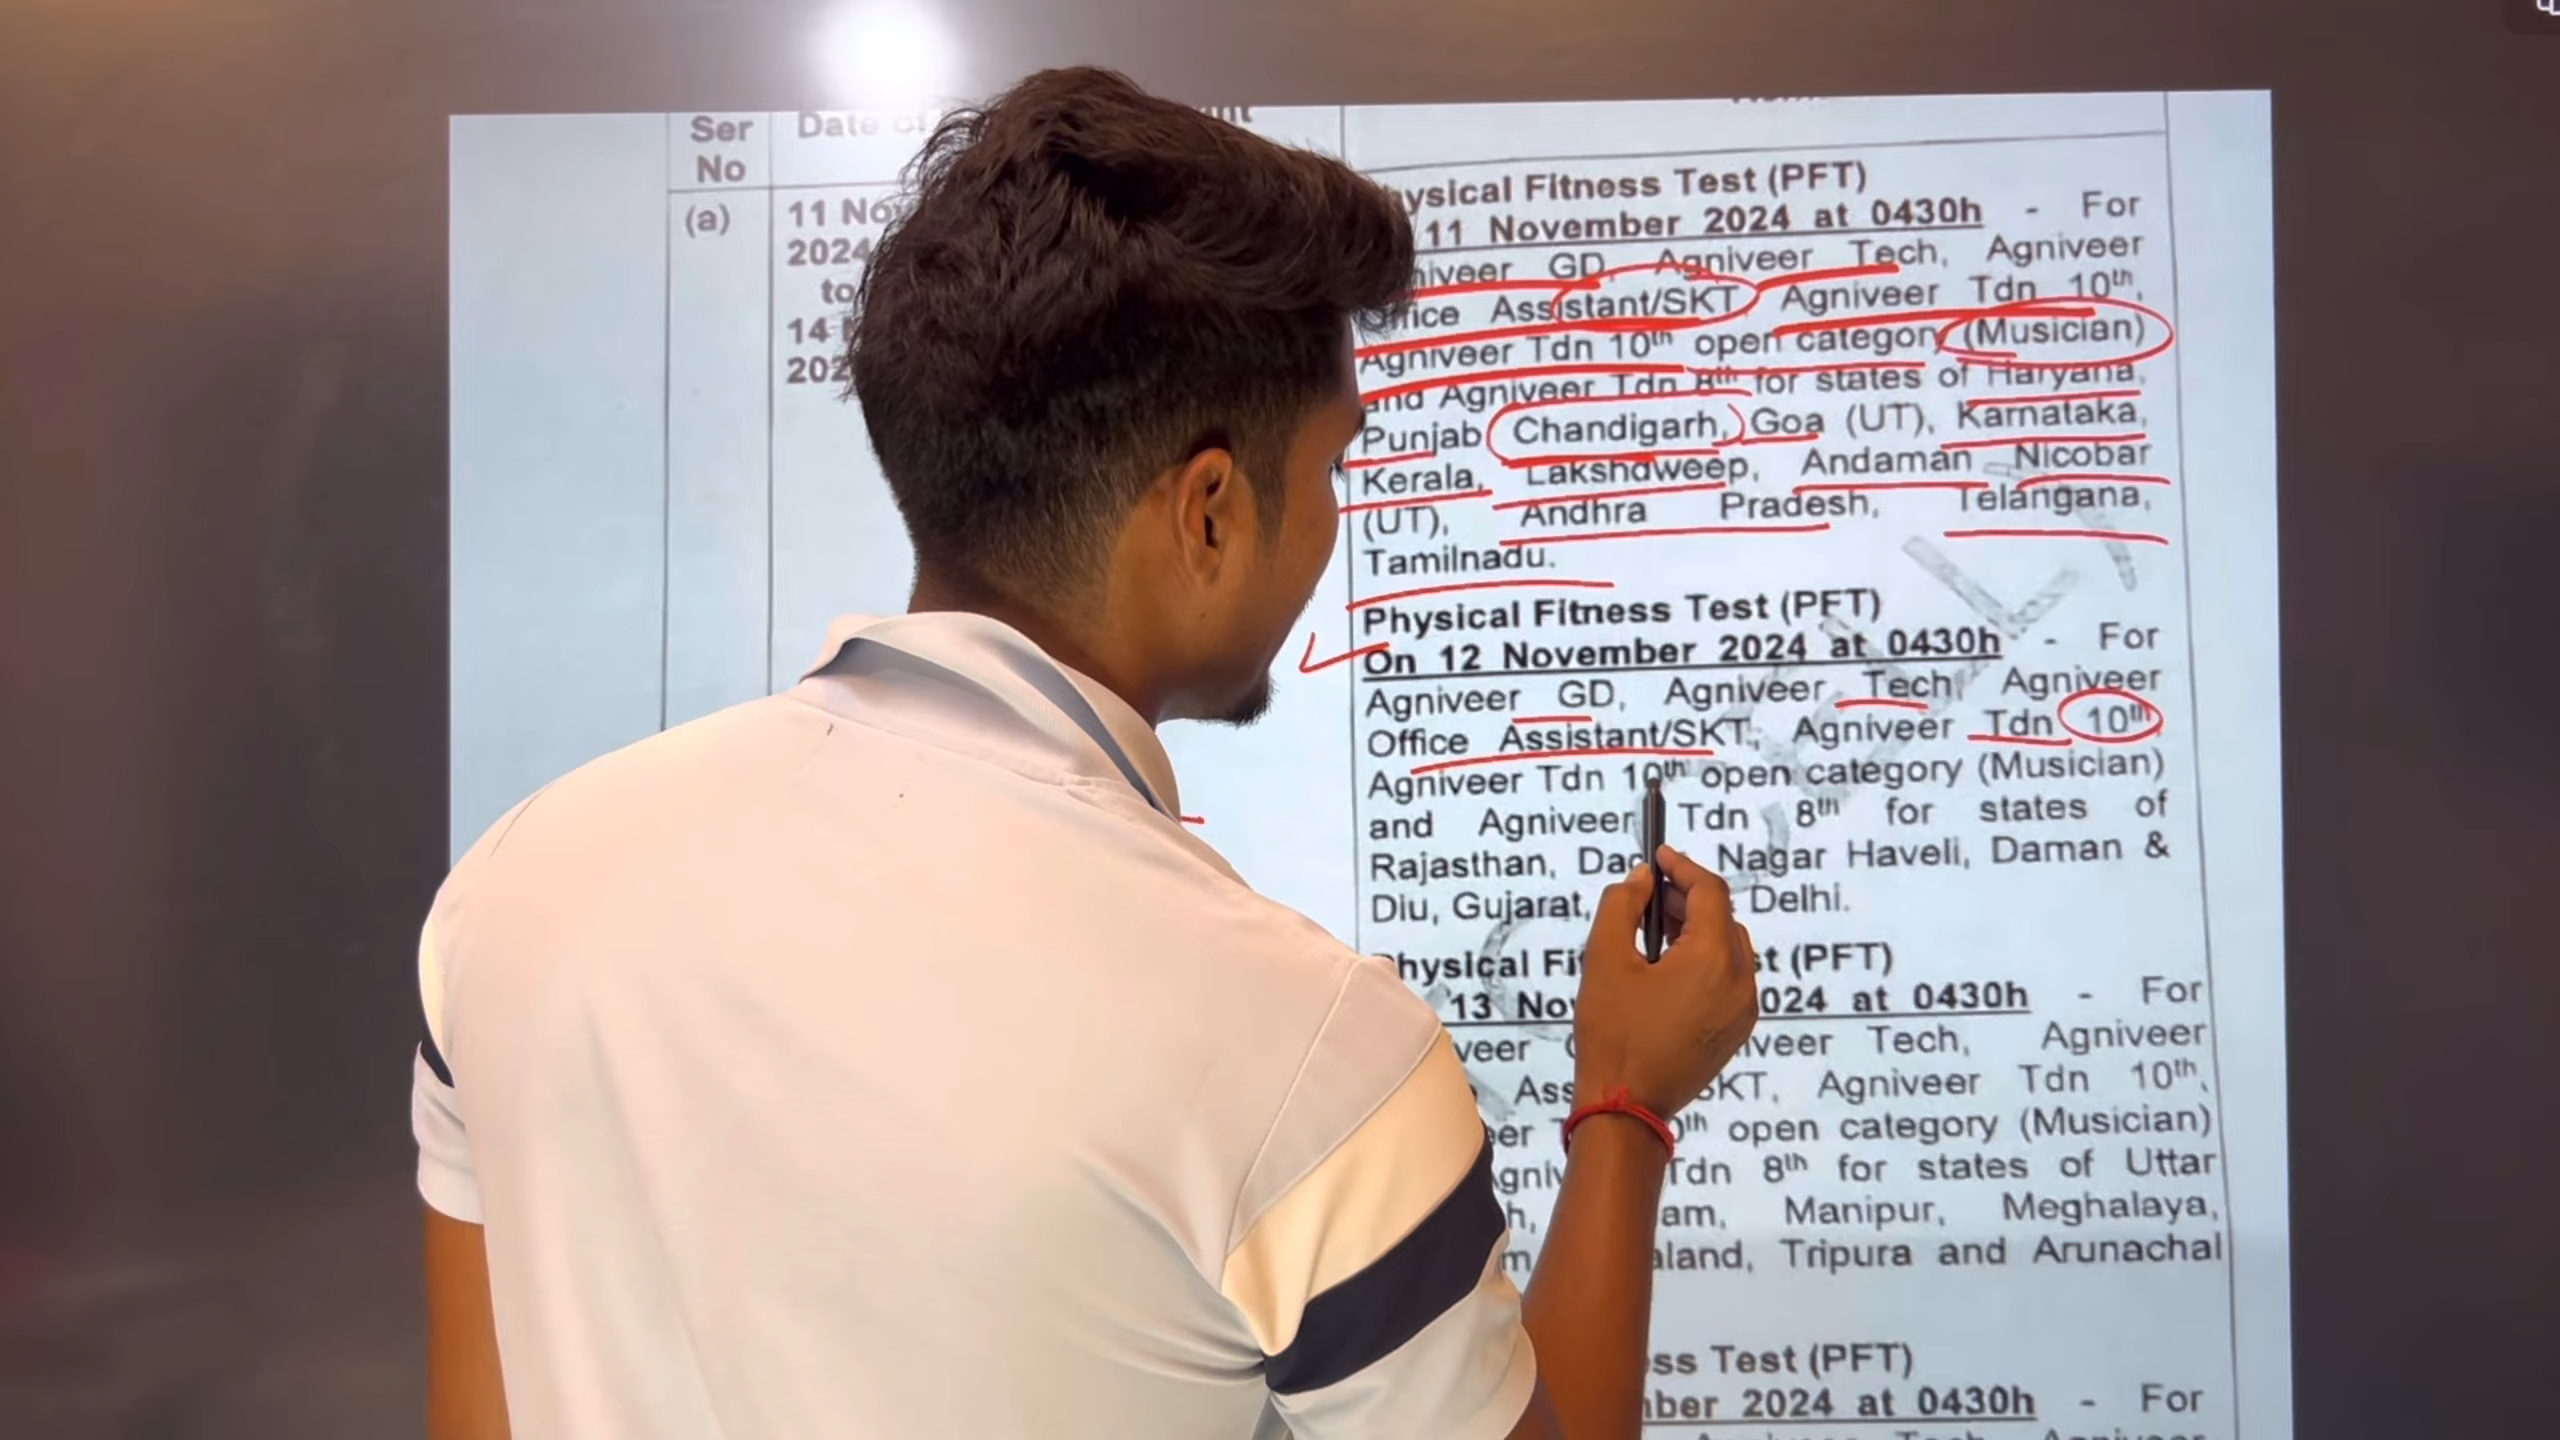 Ser
No
Date of
(a)
11 Nov
2024
to
14
202
Physical Fitness Test (PFT)
11 November 2024 at 0430h - For
Agniveer GD, Agniveer Tech, Agniveer
Office Assistant/SKT Agniveer Tdn 10th,
Agniveer Tdn 10th open category (Musician)
and Agniveer Tdn 8th for states of Haryana,
Punjab Chandigarh, Goa (UT), Karnataka,
Kerala, Lakshdweep, Andaman Nicobar
(UT), Andhra Pradesh, Telangana,
Tamilnadu.
Physical Fitness Test (PFT)
On 12 November 2024 at 0430h - For
Agniveer GD, Agniveer Tech, Agniveer
Office Assistant/SKT, Agniveer Tdn 10th
Agniveer Tdn 10th open category (Musician)
and Agniveer Tdn 8th for states of
Rajasthan, Nagar Haveli, Daman &
Diu, Gujarat, Delhi.
Physical (PFT)
13 2024 at 0430h - For
Tech, Agniveer
SKT, Agniveer Tdn 10th,
open category (Musician)
Tdn 8th for states of Uttar
Manipur, Meghalaya,
Tripura and Arunachal
Test (PFT)
2024 at 0430h - For